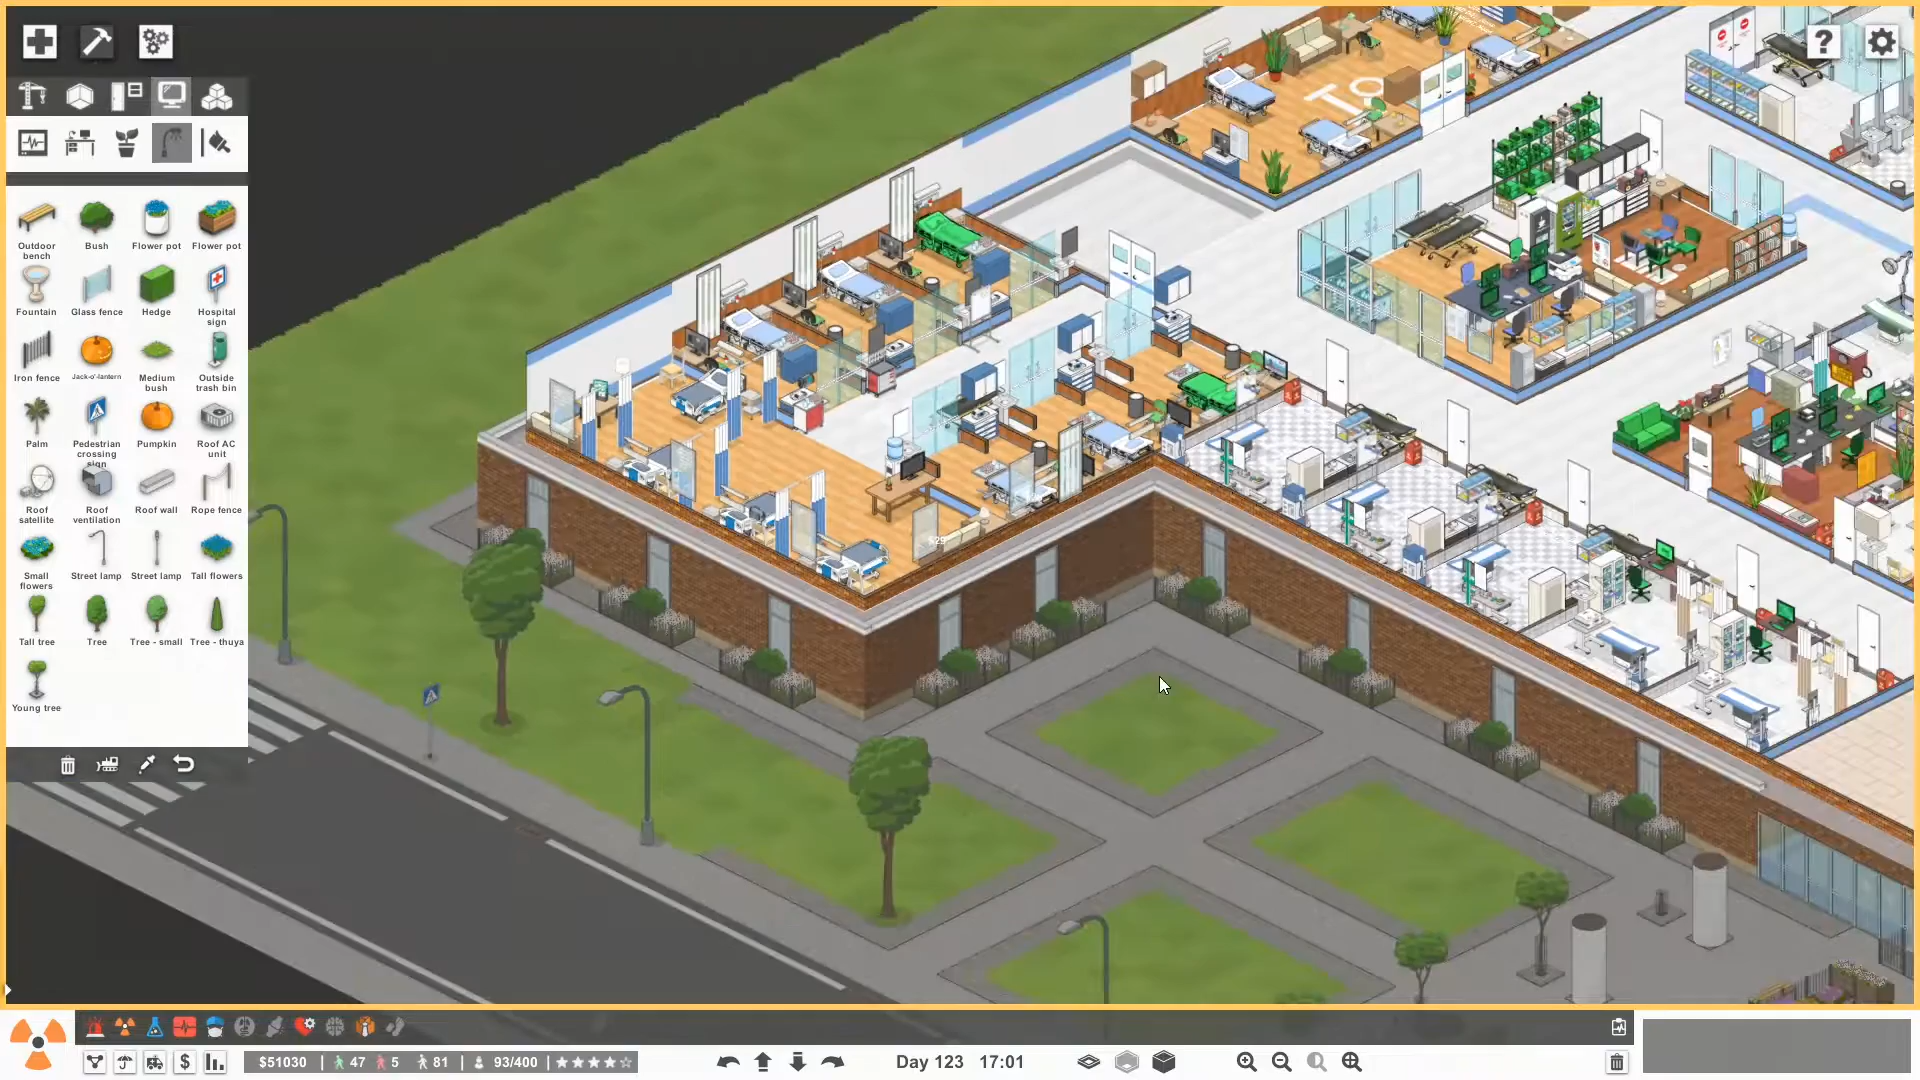 ?
Outdoor bench
Bush
Flower pot
Flower pot
Fountain
Glass fence
Hedge
Hospital sign
Iron fence
Jack-o'-lantern
Medium bush
Outside trash bin
Palm
Pedestrian crossing sign
Pumpkin
Roof AC unit
Roof satellite
Roof ventilation
Roof wall
Rope fence
Small flowers
Street lamp
Street lamp
Tall flowers
Tall tree
Tree
Tree - small
Tree - thuya
Young tree
$51030 | 47 5 | 81 | 93/400 |
Day 123 17:01